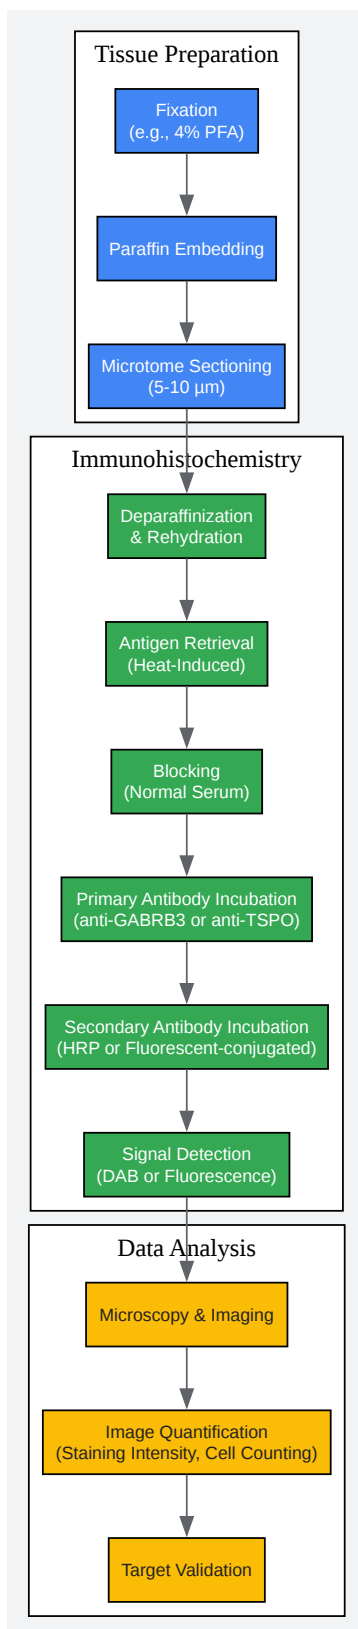 Tissue Preparation
Fixation
(e.g., 4% PFA)
Paraffin Embedding
Microtome Sectioning
(5-10 µm)
Immunohistochemistry
Deparaffinization
& Rehydration
Antigen Retrieval
(Heat-Induced)
Blocking
(Normal Serum)
Primary Antibody Incubation
(anti-GABRB3 or anti-TSPO)
Secondary Antibody Incubation
(HRP or Fluorescent-conjugated)
Signal Detection
(DAB or Fluorescence)
Data Analysis
Microscopy & Imaging
Image Quantification
(Staining Intensity, Cell Counting)
Target Validation